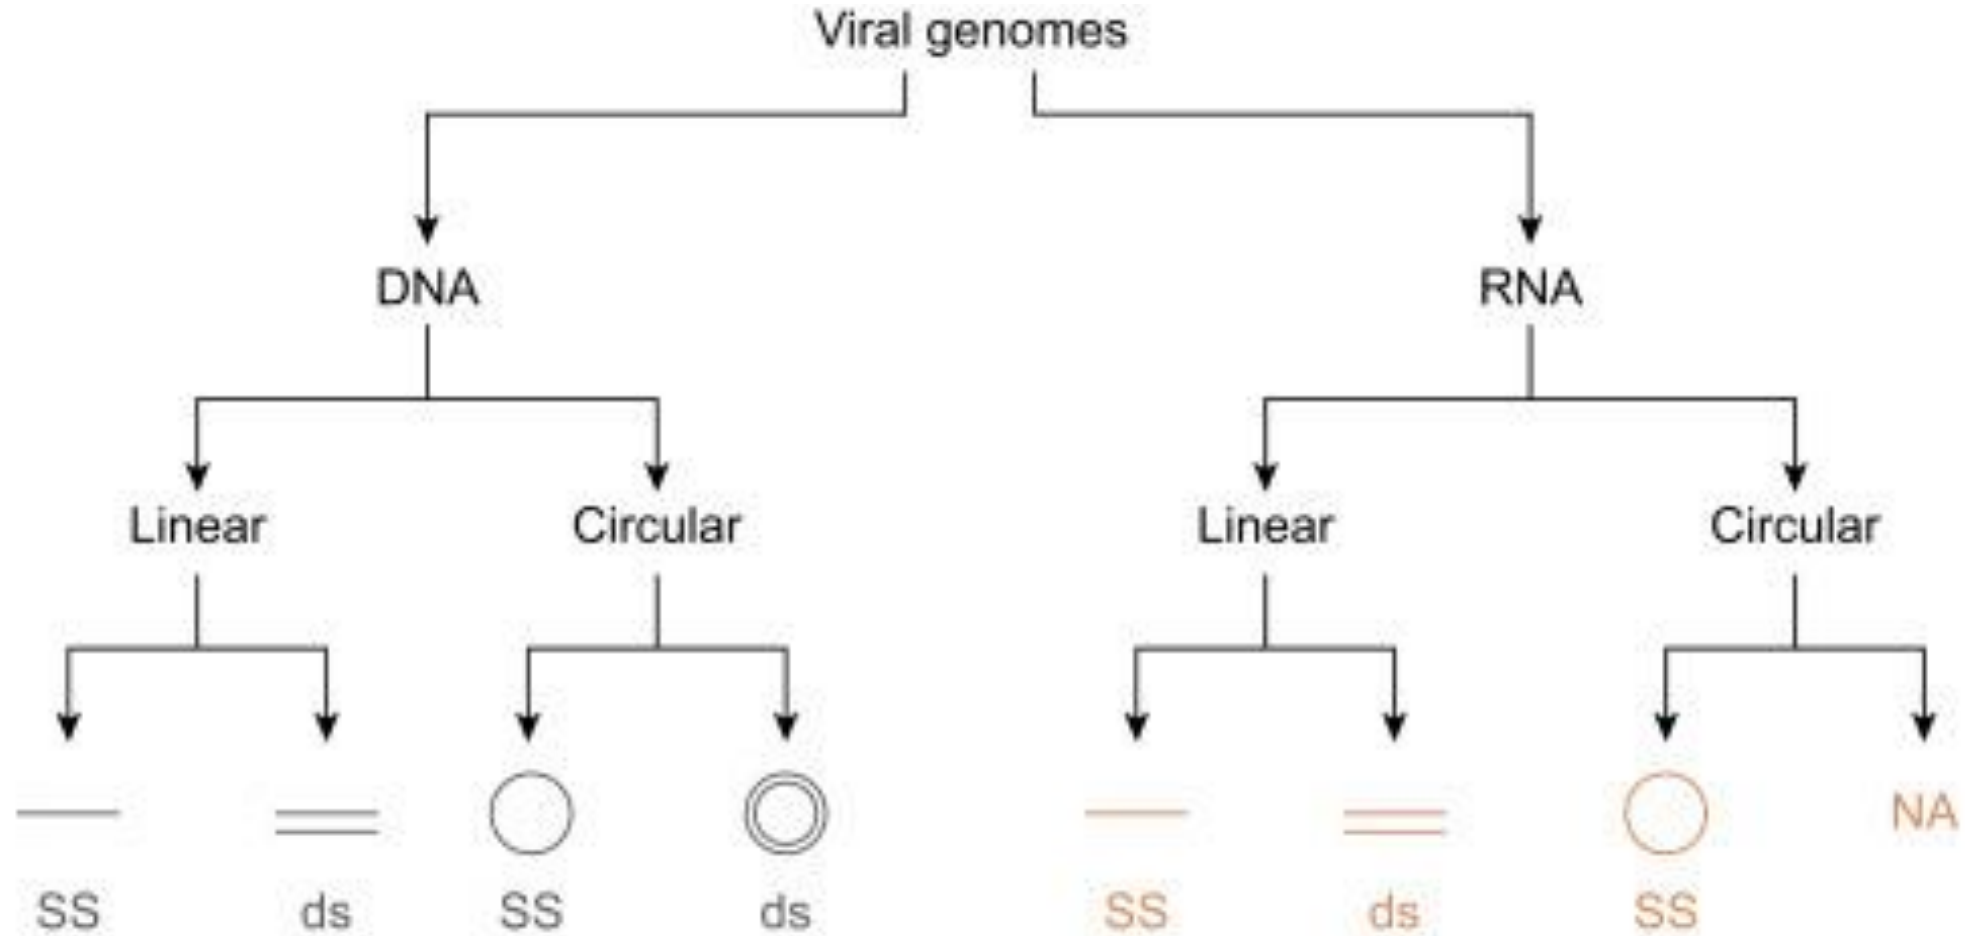 Viral genomes
DNA RNA
Linear Circular Linear Circular
NA
SS ds SS ds SS ds SS